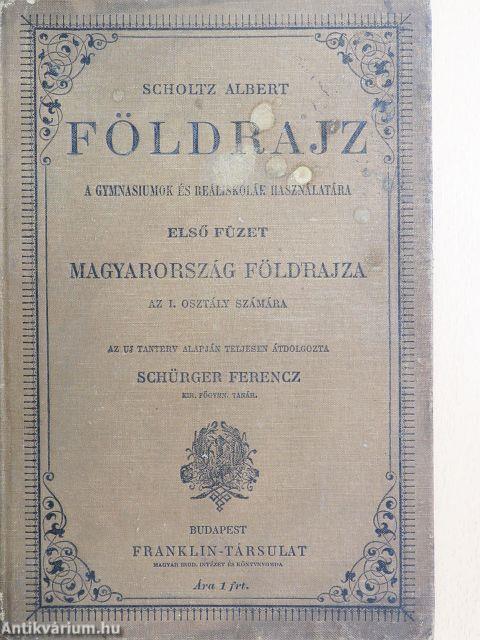 SCHOLTZ ALBERT
FÖLDRAJZ
A GYMNASIUMOK ÉS REÁLISKOLÁK HASZNÁLATÁRA
ELSŐ FÜZET
MAGYARORSZÁG FÖLDRAJZA
AZ I. OSZTÁLY SZÁMÁRA
AZ UJ TANTERV ALAPJÁN TELJESEN ÁTDOLGOZTA
SCHÜRGER FERENCZ
KIR. FŐGYMN. TANÁR.
BUDAPEST
FRANKLIN-TÁRSULAT
MAGYAR IROD. INTÉZET ÉS KÖNYVNYOMDA
Ára 1 frt.
Antikvárium.hu